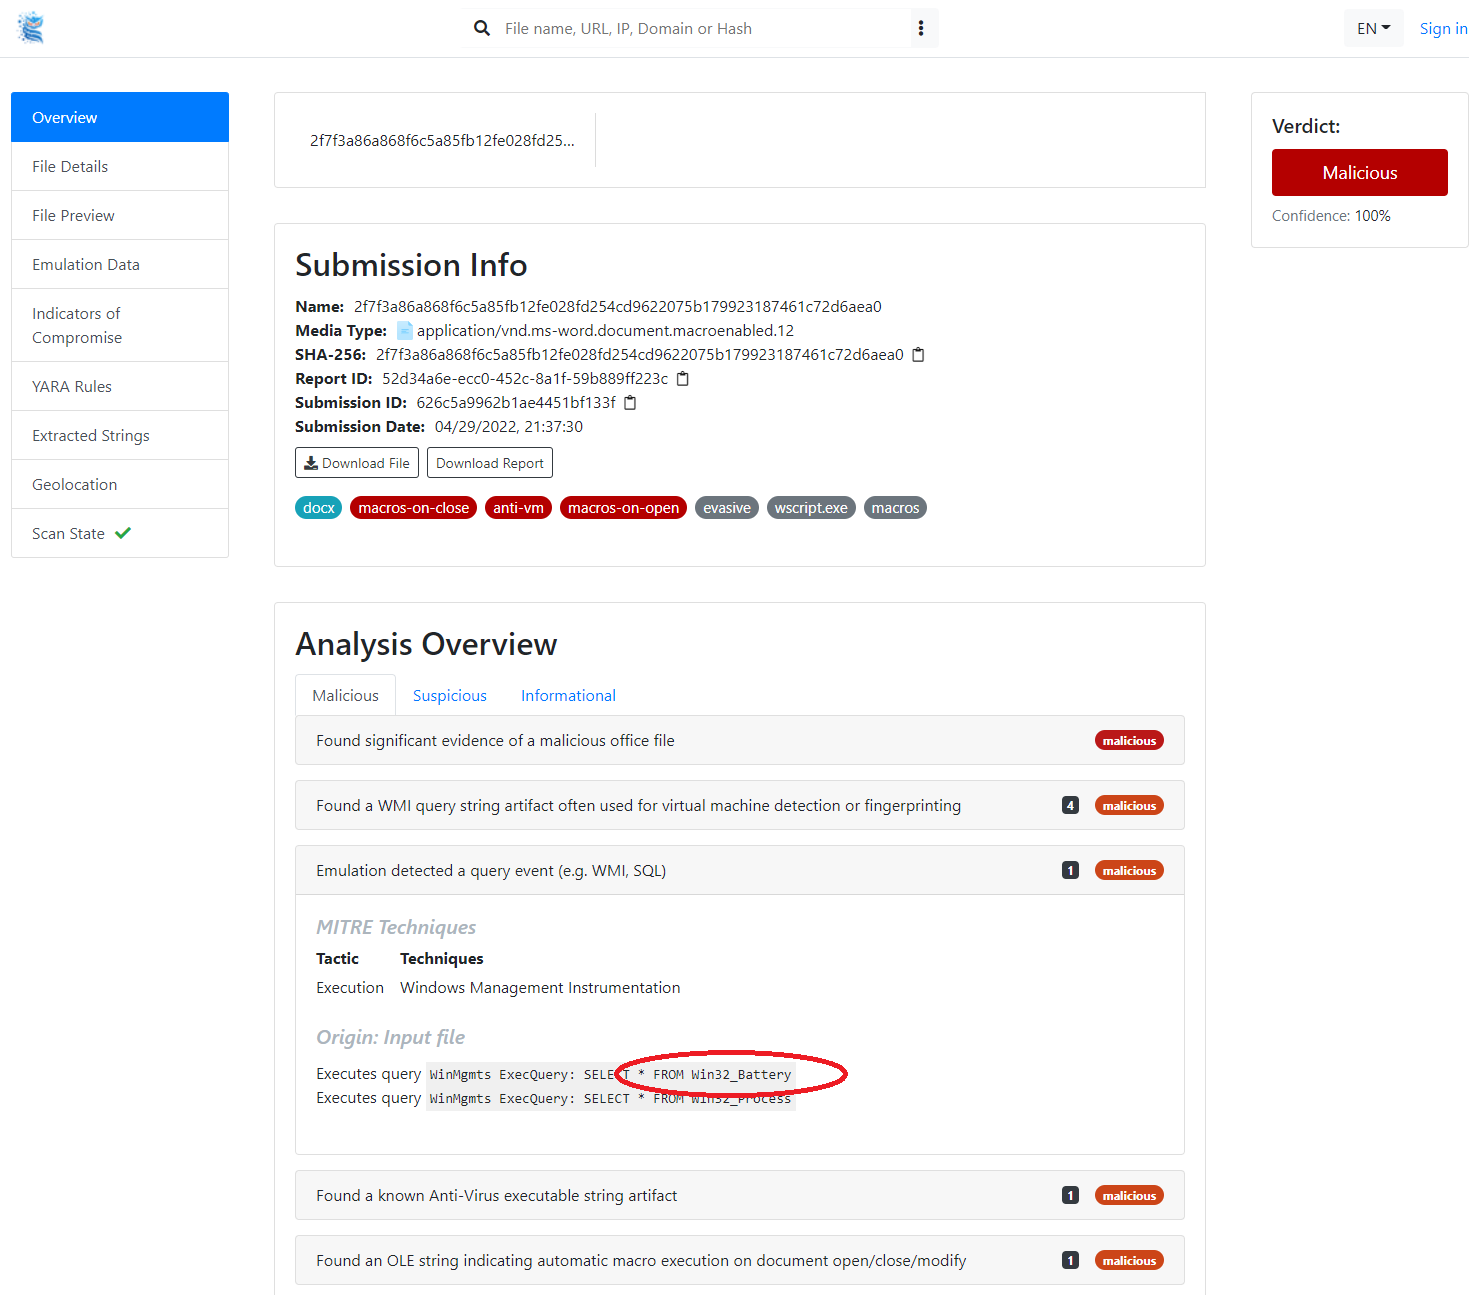 File name, URL, IP, Domain or Hash
EN
Sign in
Overview
File Details
File Preview
Emulation Data
Indicators of
Compromise
YARA Rules
Extracted Strings
Geolocation
Scan State
2f7f3a86a868f6c5a85fb12fe028fd25...
Verdict:
Malicious
Confidence: 100%
Submission Info
Name: 2f7f3a86a868f6c5a85fb12fe028fd254cd9622075b179923187461c72d6aea0
Media Type: application/vnd.ms-word.document.macroenabled.12
SHA-256: 2f7f3a86a868f6c5a85fb12fe028fd254cd9622075b179923187461c72d6aea0
Report ID: 52d34a6e-ecc0-452c-8a1f-59b889ff223c
Submission ID: 626c5a9962b1ae4451bf133f
Submission Date: 04/29/2022, 21:37:30
Download File Download Report
docx macros-on-close anti-vm macros-on-open evasive wscript.exe macros
Analysis Overview
Malicious Suspicious Informational
Found significant evidence of a malicious office file malicious
Found a WMI query string artifact often used for virtual machine detection or fingerprinting 4 malicious
Emulation detected a query event (e.g. WMI, SQL) 1 malicious
MITRE Techniques
Tactic Techniques
Execution Windows Management Instrumentation
Origin: Input file
Executes query WinMgmts ExecQuery: SELECT * FROM Win32_Battery
Executes query WinMgmts ExecQuery: SELECT * FROM Win32_Process
Found a known Anti-Virus executable string artifact 1 malicious
Found an OLE string indicating automatic macro execution on document open/close/modify 1 malicious